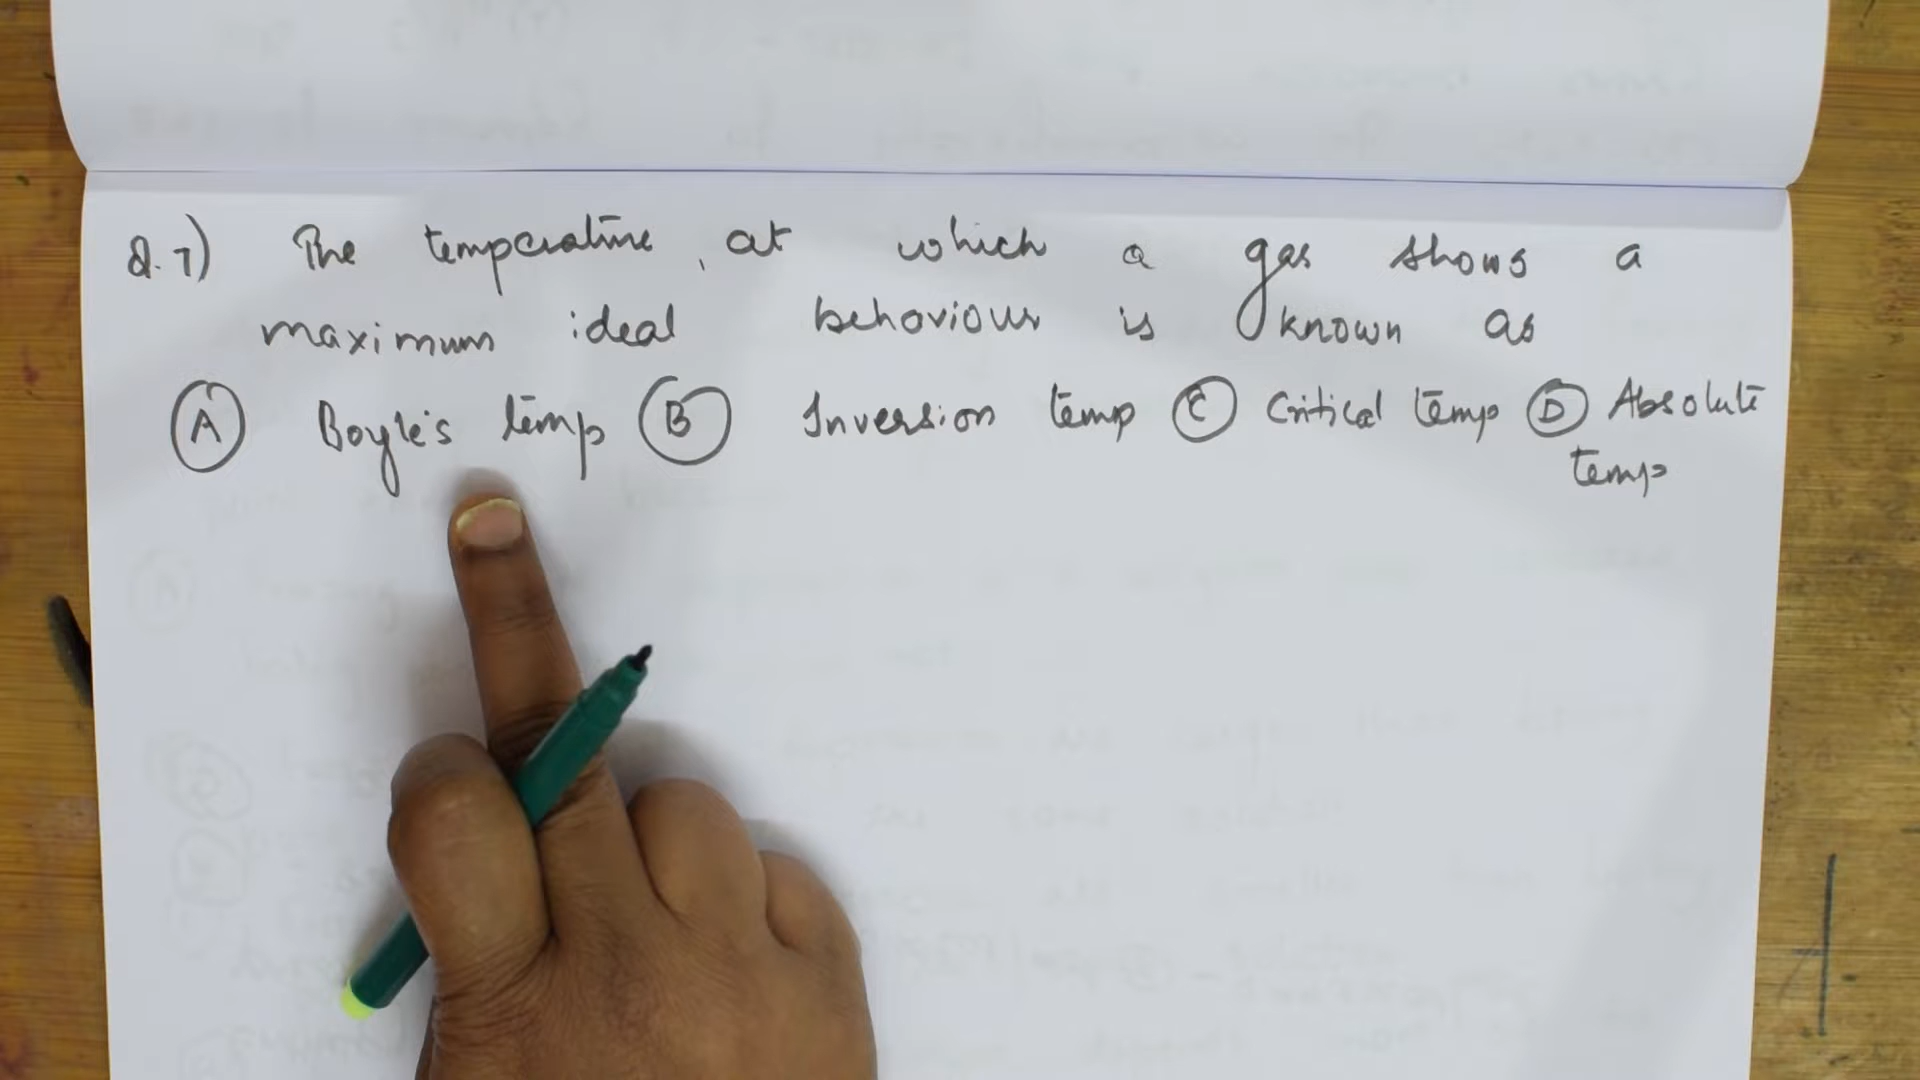 Q.7) The temperature, at which a gas shows a
maximum ideal behaviour is known as
(A) Boyle's temp (B) Inversion temp (C) Critical temp (D) Absolute
temp